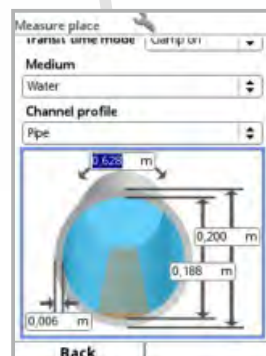 Measure place
Transit time mode Clamp on
Medium
Water
Channel profile
Pipe
0,628 m
0,200 m
0,188 m
0,006 m
Back